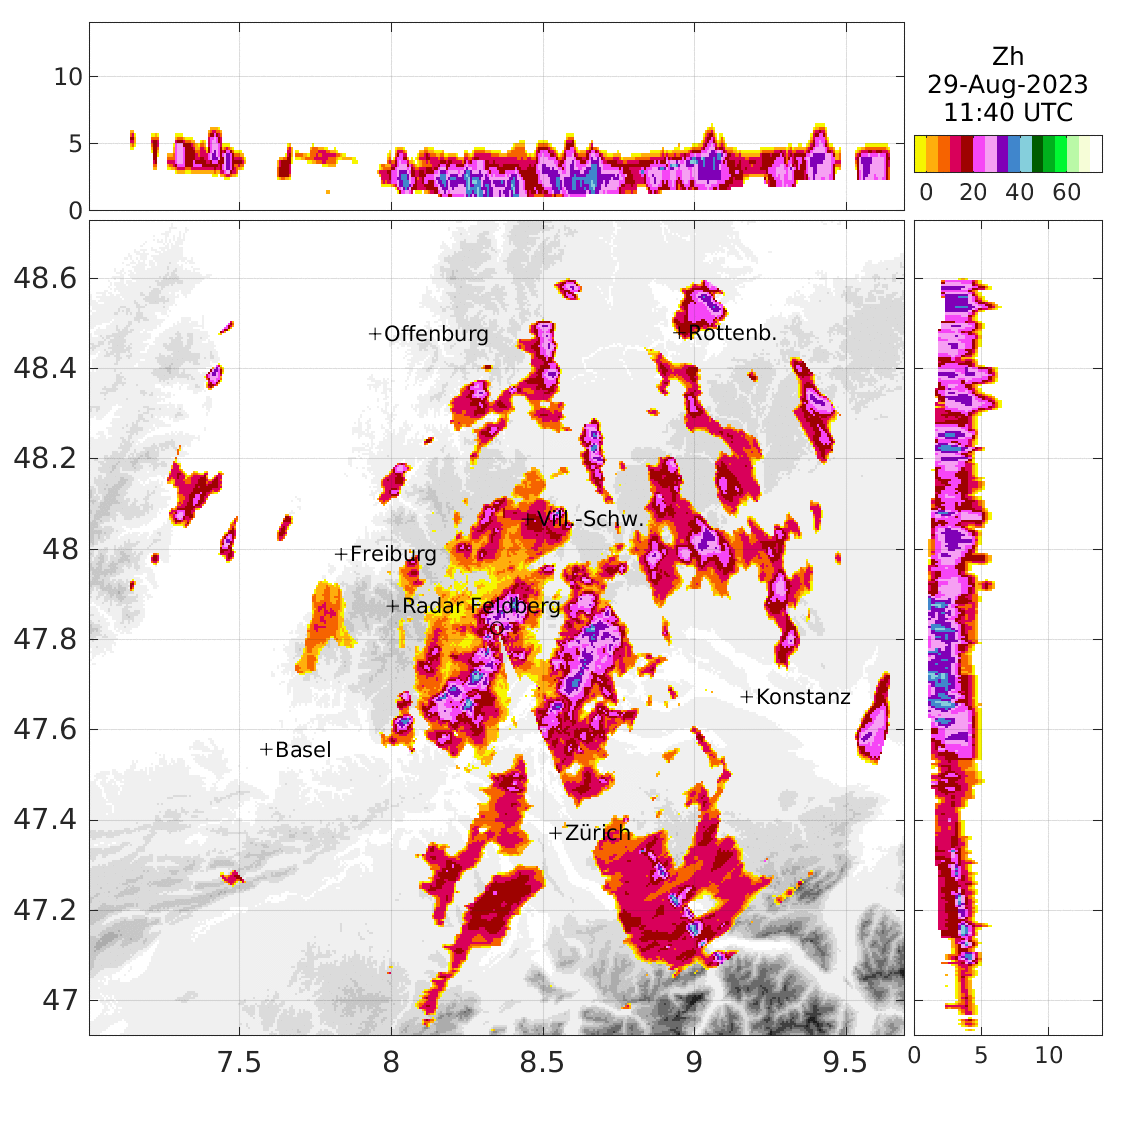 10
5
0
Zh
29-Aug-2023
11:40 UTC
0 20 40 60
48.6
48.4
48.2
48
47.8
47.6
47.4
47.2
47
+Offenburg
+Rottenb.
+Vill.-Schw.
+Freiburg
+Radar Feldberg
+Konstanz
+Basel
+Zürich
7.5 8 8.5 9 9.5
0 5 10